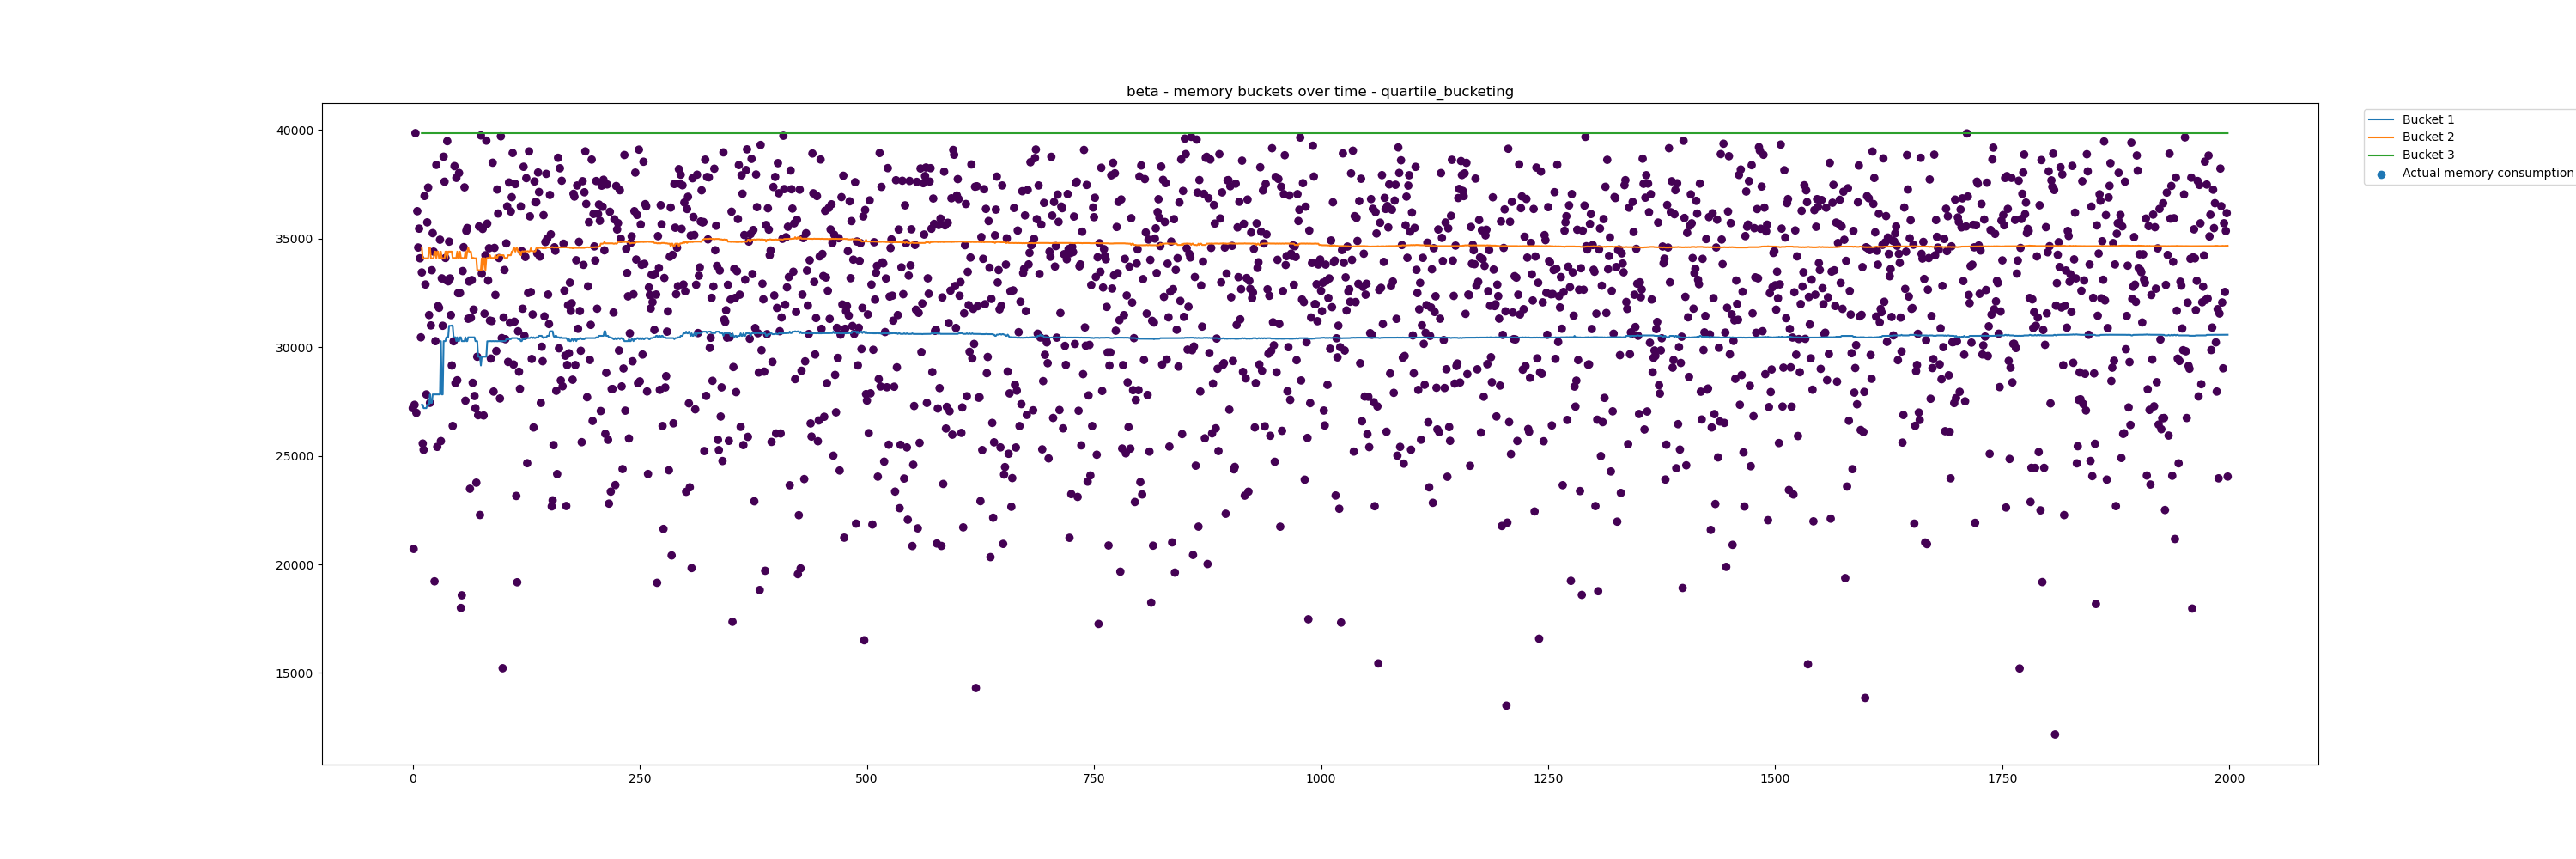 beta - memory buckets over time - quartile_bucketing
Bucket 1
Bucket 2
Bucket 3
Actual memory consumption
40000
35000
30000
25000
20000
15000
0 250 500 750 1000 1250 1500 1750 2000